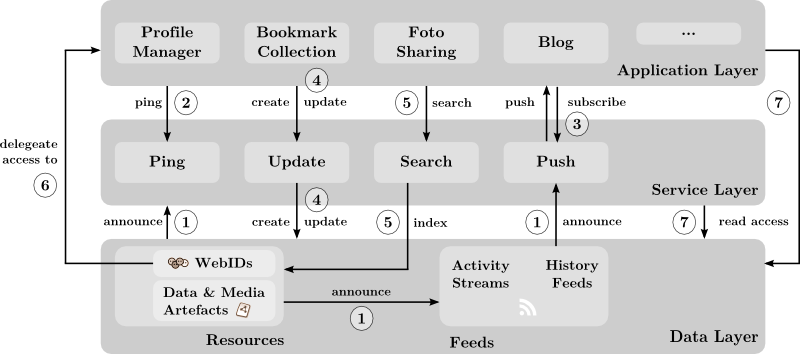 Profile
Manager
Bookmark
Collection
Foto
Sharing
Blog
...
Application Layer
ping
2
create
4
update
5
search
push
subscribe
3
7
delegeate
access to
6
Ping
Update
Search
Push
Service Layer
announce
1
create
4
update
5
index
1
announce
7
read access
WebIDs
Data & Media
Artefacts
Resources
announce
1
Activity
Streams
History
Feeds
Feeds
Data Layer